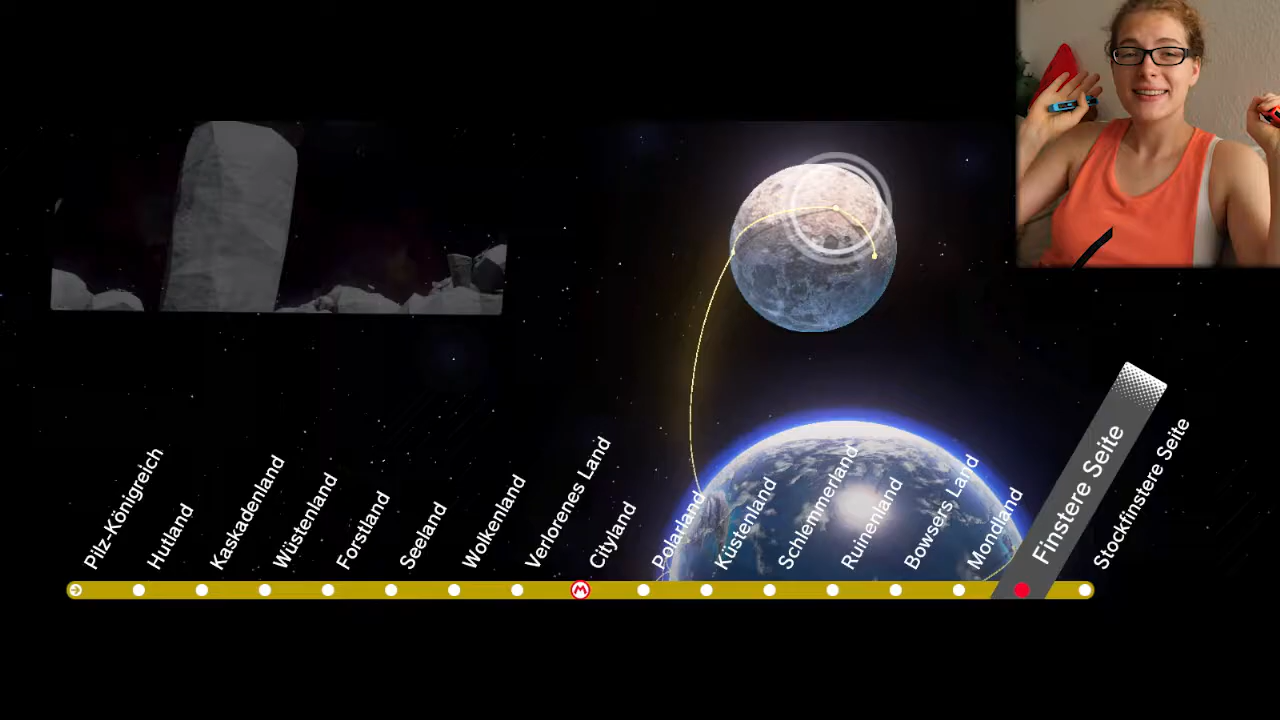 Pilz-Königreich
Hutland
Kaskadenland
Wüstenland
Forstland
Seeland
Wolkenland
Verlorenes Land
Cityland
Polarland
Küstenland
Schlemmerland
Ruinenland
Bowsers Land
Mondland
Finstere Seite
Stockfinstere Seite